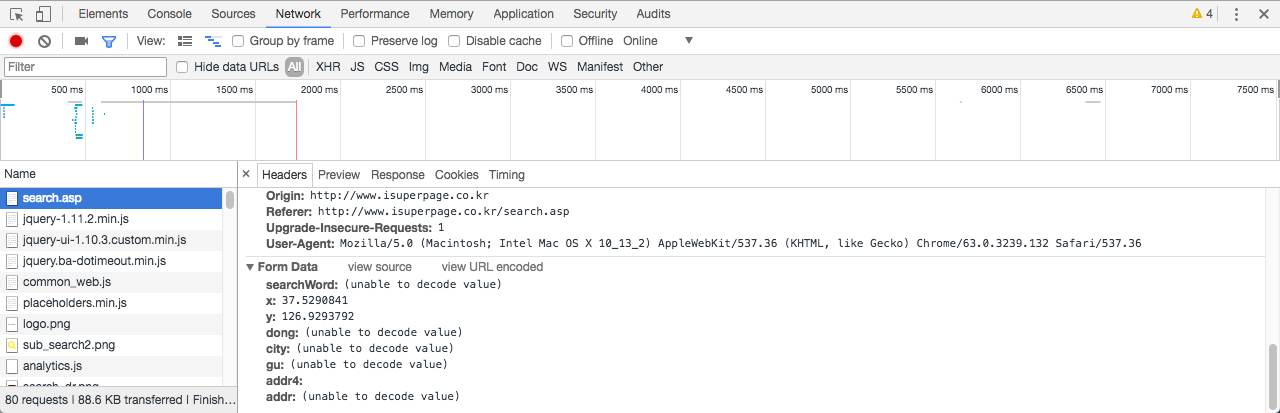 Elements Console Sources Network Performance Memory Application Security Audits 4
View: Group by frame Preserve log Disable cache Offline Online
Filter Hide data URLs All XHR JS CSS Img Media Font Doc WS Manifest Other
500 ms 1000 ms 1500 ms 2000 ms 2500 ms 3000 ms 3500 ms 4000 ms 4500 ms 5000 ms 5500 ms 6000 ms 6500 ms 7000 ms 7500 ms
Name
search.asp
jquery-1.11.2.min.js
jquery-ui-1.10.3.custom.min.js
jquery.ba-dotimeout.min.js
common_web.js
placeholders.min.js
logo.png
sub_search2.png
analytics.js
search_dr.png
80 requests | 88.6 KB transferred | Finish...
× Headers Preview Response Cookies Timing
Origin: http://www.isuperpage.co.kr
Referer: http://www.isuperpage.co.kr/search.asp
Upgrade-Insecure-Requests: 1
User-Agent: Mozilla/5.0 (Macintosh; Intel Mac OS X 10_13_2) AppleWebKit/537.36 (KHTML, like Gecko) Chrome/63.0.3239.132 Safari/537.36
Form Data view source view URL encoded
searchWord: (unable to decode value)
x: 37.5290841
y: 126.9293792
dong: (unable to decode value)
city: (unable to decode value)
gu: (unable to decode value)
addr4:
addr: (unable to decode value)